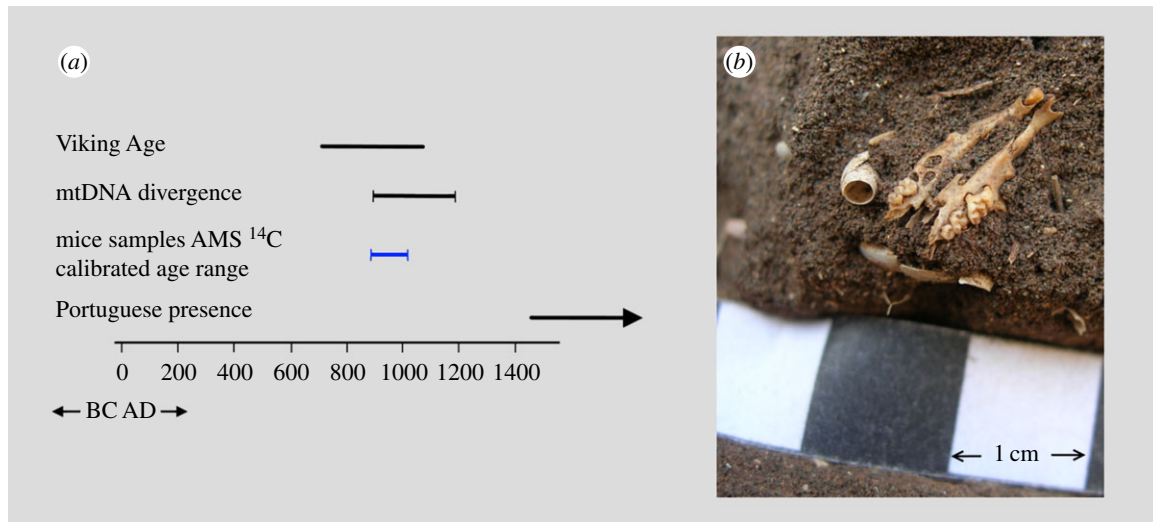 (a)
Viking Age
mtDNA divergence
mice samples AMS ¹⁴C
calibrated age range
Portuguese presence
0 200 400 600 800 1000 1200 1400
← BC AD →
(b)
1 cm